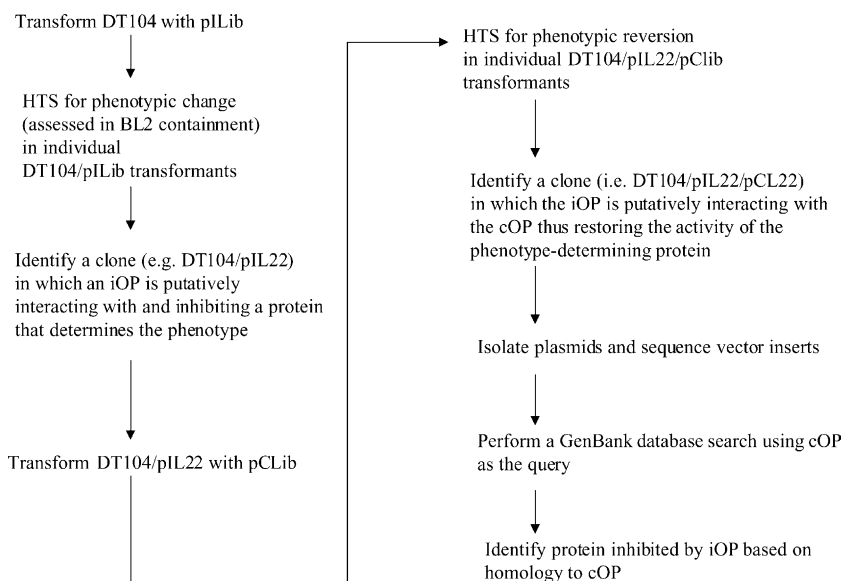 Transform DT104 with pILib
HTS for phenotypic change
(assessed in BL2 containment)
in individual
DT104/pILib transformants
Identify a clone (e.g. DT104/pIL22)
in which an iOP is putatively
interacting with and inhibiting a protein
that determines the phenotype
Transform DT104/pIL22 with pCLib
HTS for phenotypic reversion
in individual DT104/pIL22/pClib
transformants
Identify a clone (i.e. DT104/pIL22/pCL22)
in which the iOP is putatively interacting with
the cOP thus restoring the activity of the
phenotype-determining protein
Isolate plasmids and sequence vector inserts
Perform a GenBank database search using cOP
as the query
Identify protein inhibited by iOP based on
homology to cOP